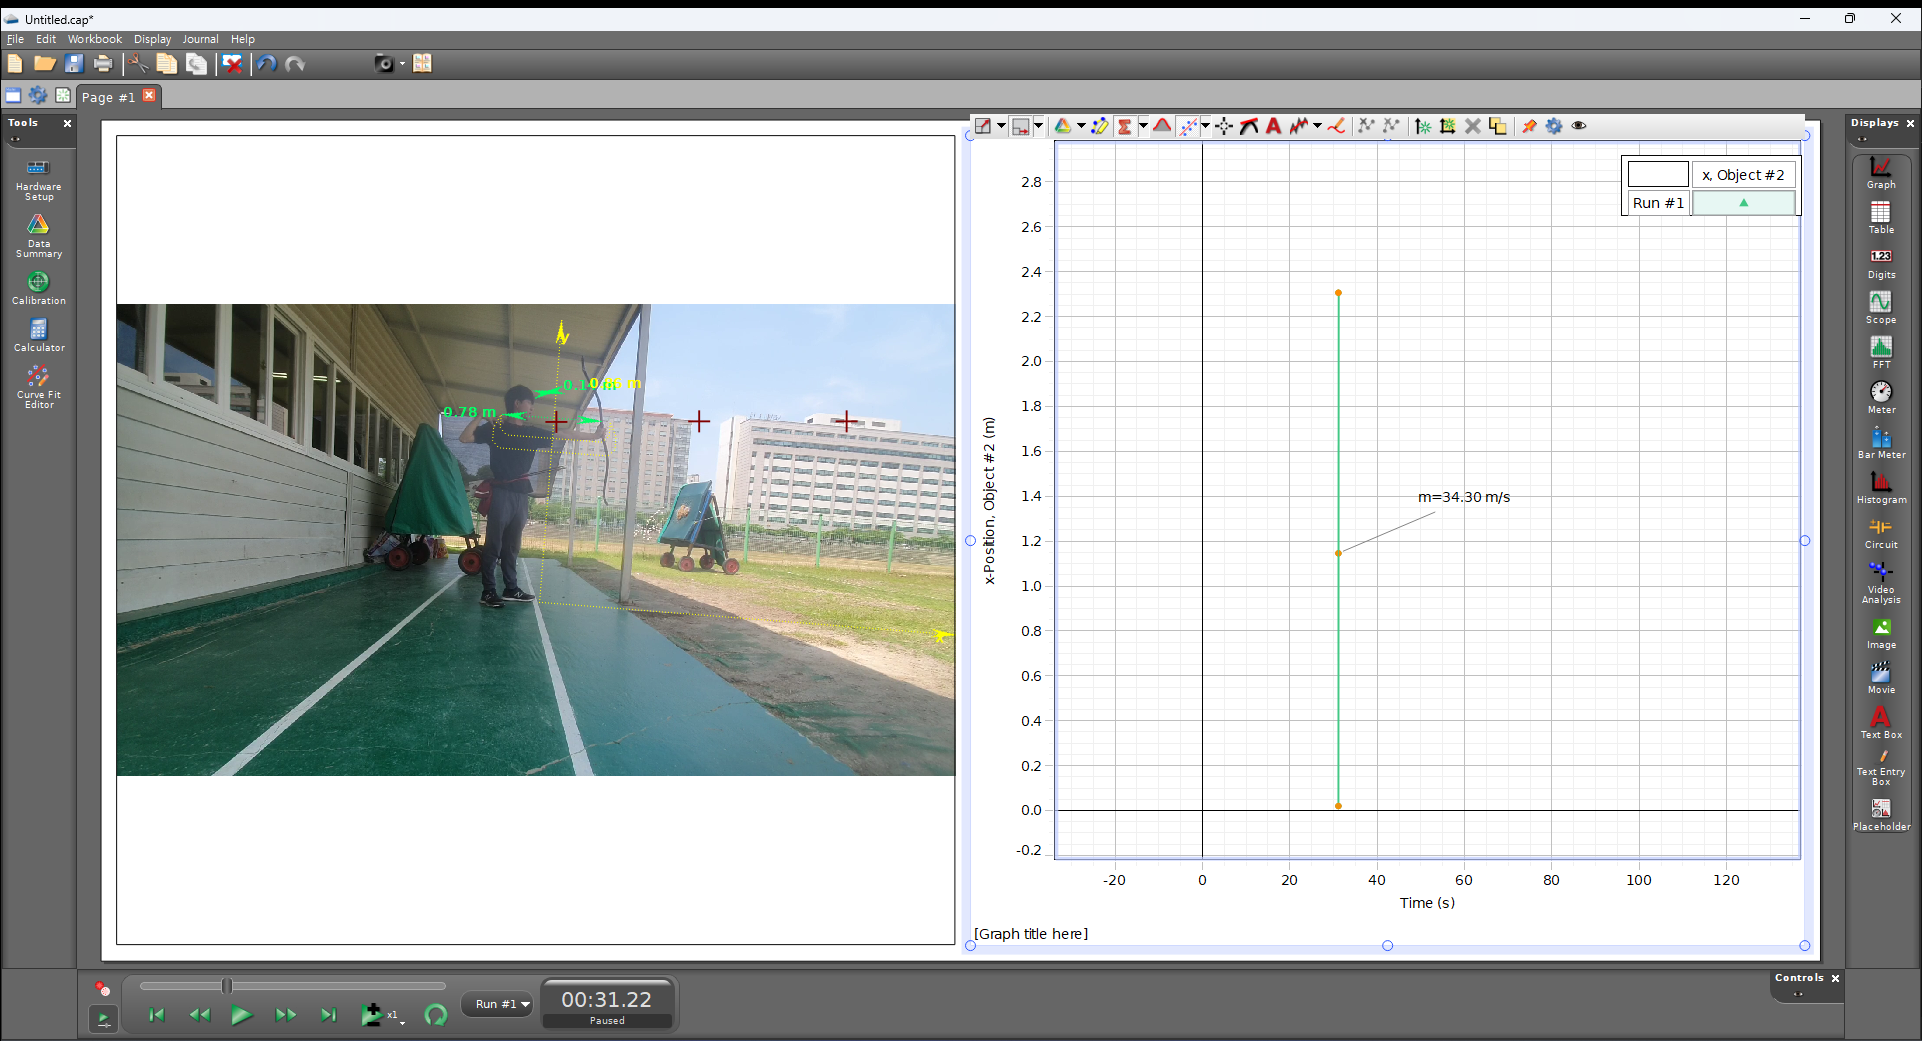 Untitled.cap*
File Edit Workbook Display Journal Help
x1
Page #1
Tools
Hardware
Setup
Data
Summary
Calibration
Calculator
Curve Fit
Editor
0.86 m
0.78 m
x, Object #2
Run #1
2.8
2.6
2.4
2.2
2.0
1.8
1.6
1.4
1.2
1.0
0.8
0.6
0.4
0.2
0.0
-0.2
x-Position, Object #2 (m)
m=34.30 m/s
-20 0 20 40 60 80 100 120
Time (s)
[Graph title here]
Displays
Graph
Table
1.23
Digits
Scope
FFT
Meter
Bar Meter
Histogram
Circuit
Video
Analysis
Image
Movie
Text Box
Text Entry
Box
Placeholder
Run #1
00:31.22
Paused
Controls